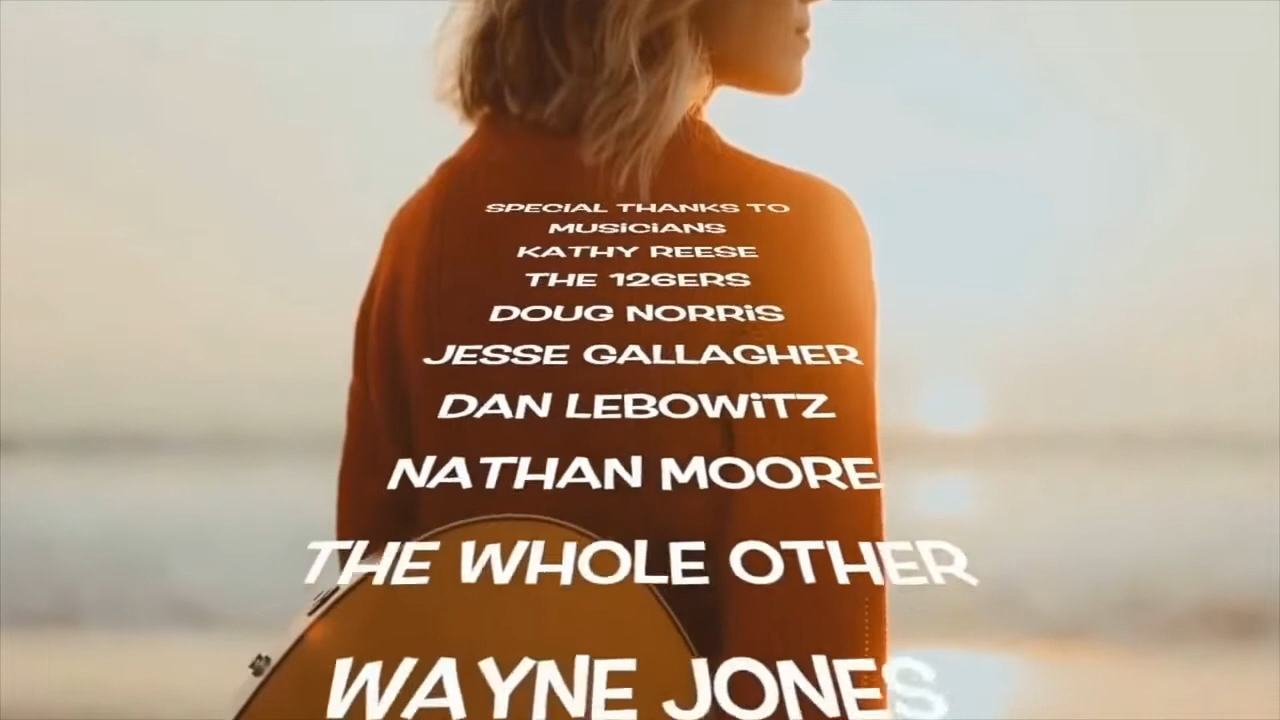 SPECIAL THANKS TO
MUSiCiANS
KATHY REESE
THE 126ERS
DOUG NORRiS
JESSE GALLAGHER
DAN LEBOWiTZ
NATHAN MOORE
THE WHOLE OTHER
WAYNE JONES